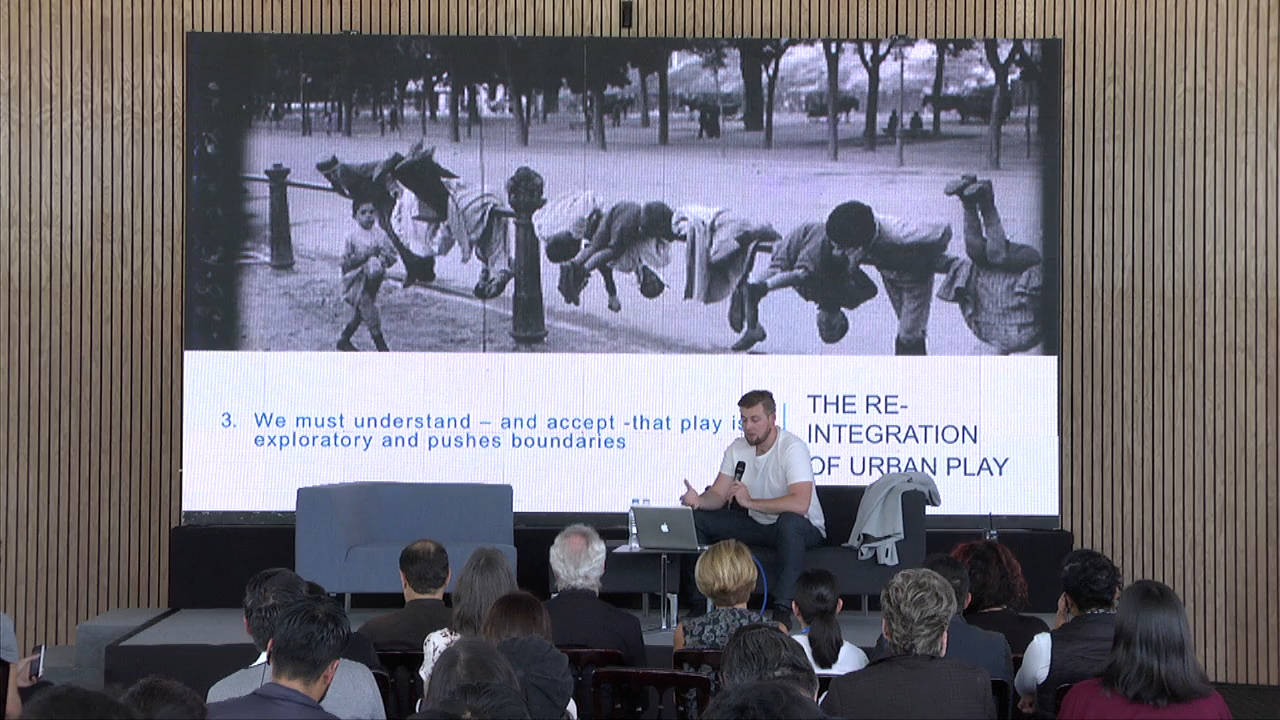 3. We must understand – and accept -that play is
exploratory and pushes boundaries
THE RE-
INTEGRATION
OF URBAN PLAY